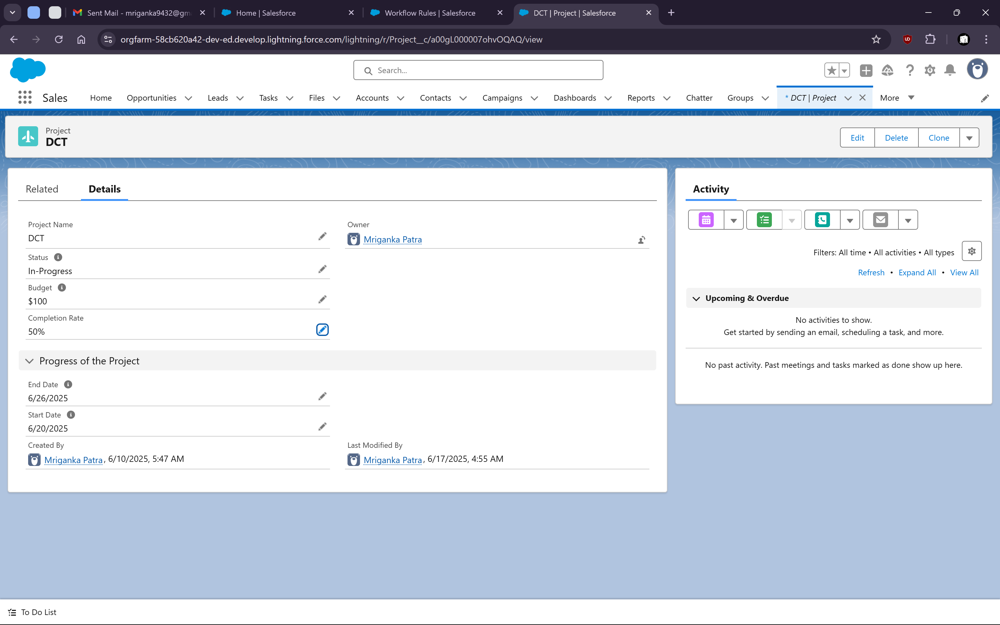 Sent Mail - mriganka9432@gm
Home | Salesforce
Workflow Rules | Salesforce
DCT | Project | Salesforce
orgfarm-58cb620a42-dev-ed.develop.lightning.force.com/lightning/r/Project__c/a00gL000007ohvOQAQ/view
Search...
Sales
Home
Opportunities
Leads
Tasks
Files
Accounts
Contacts
Campaigns
Dashboards
Reports
Chatter
Groups
* DCT | Project
More
Project
DCT
Edit
Delete
Clone
Related
Details
Project Name
DCT
Owner
Mriganka Patra
Status
In-Progress
Budget
$100
Completion Rate
50%
Progress of the Project
End Date
6/26/2025
Start Date
6/20/2025
Created By
Mriganka Patra, 6/10/2025, 5:47 AM
Last Modified By
Mriganka Patra, 6/17/2025, 4:55 AM
Activity
Filters: All time • All activities • All types
Refresh • Expand All • View All
Upcoming & Overdue
No activities to show.
Get started by sending an email, scheduling a task, and more.
No past activity. Past meetings and tasks marked as done show up here.
To Do List